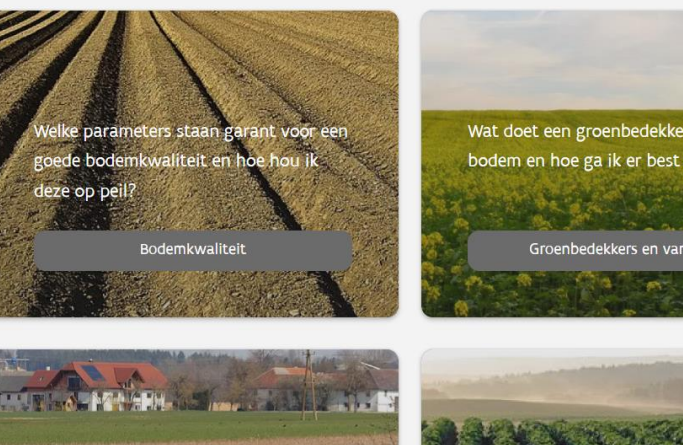 Welke parameters staan garant voor een
goede bodemkwaliteit en hoe hou ik
deze op peil?
Bodemkwaliteit
Wat doet een groenbedekke
bodem en hoe ga ik er best
Groenbedekkers en van